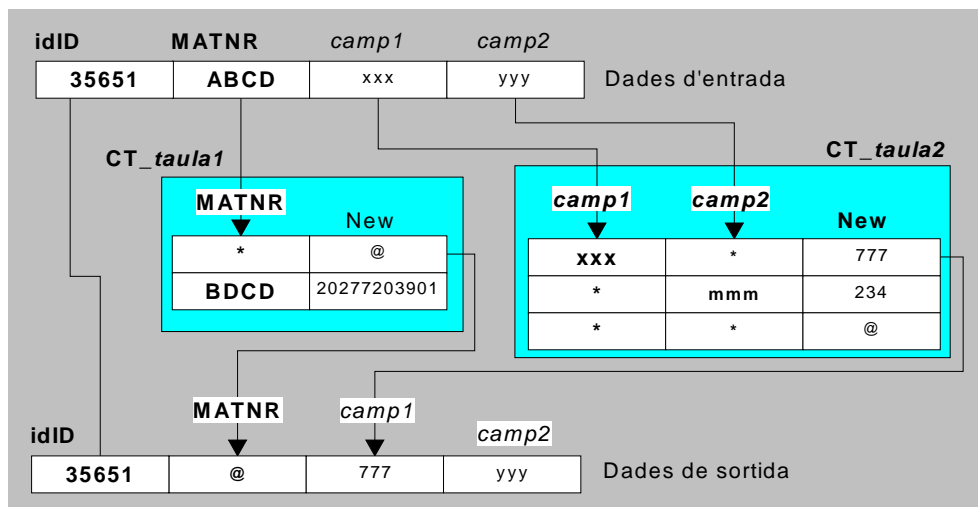 idID MATNR camp1 camp2
35651 ABCD xxx yyy Dades d'entrada
CT_taula1
CT_taula2
MATNR New
* @
BDCD 20277203901
camp1 camp2 New
xxx * 777
* mmm 234
* * @
idID MATNR camp1 camp2
35651 @ 777 yyy Dades de sortida